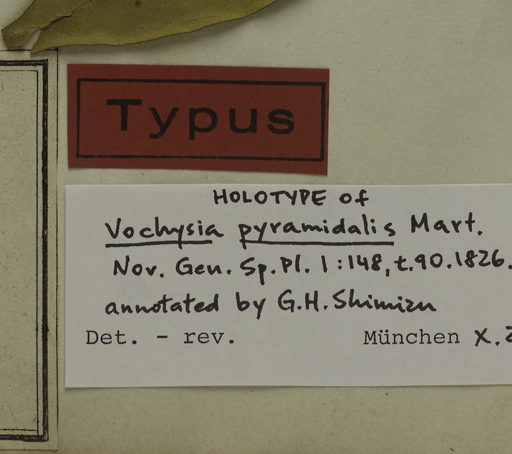 Typus
HOLOTYPE of
Vochysia pyramidalis Mart.
Nov. Gen. Sp. Pl. 1:148, t.90. 1826.
annotated by G.H. Shimizu
Det. - rev. München X.2